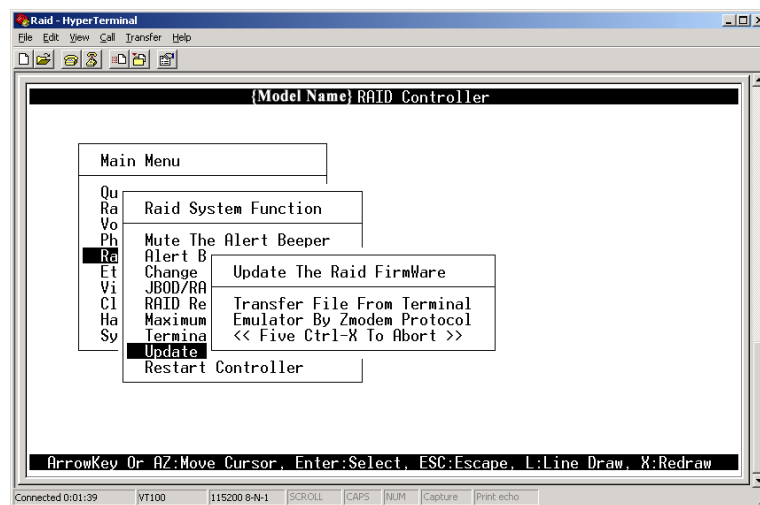 Raid - HyperTerminal
File Edit View Call Transfer Help
{Model Name} RAID Controller
Main Menu
Qu
Ra
Vo
Ph
Ra
Et
Vi
Cl
Ha
Sy
Raid System Function
Mute The Alert Beeper
Alert B
Change
JBOD/RA
RAID Re
Maximum
Termina
Update
Restart Controller
Update The Raid FirmWare
Transfer File From Terminal
Emulator By Zmodem Protocol
<< Five Ctrl-X To Abort >>
ArrowKey Or AZ:Move Cursor, Enter:Select, ESC:Escape, L:Line Draw, X:Redraw
Connected 0:01:39 VT100 115200 8-N-1 SCROLL CAPS NUM Capture Print echo